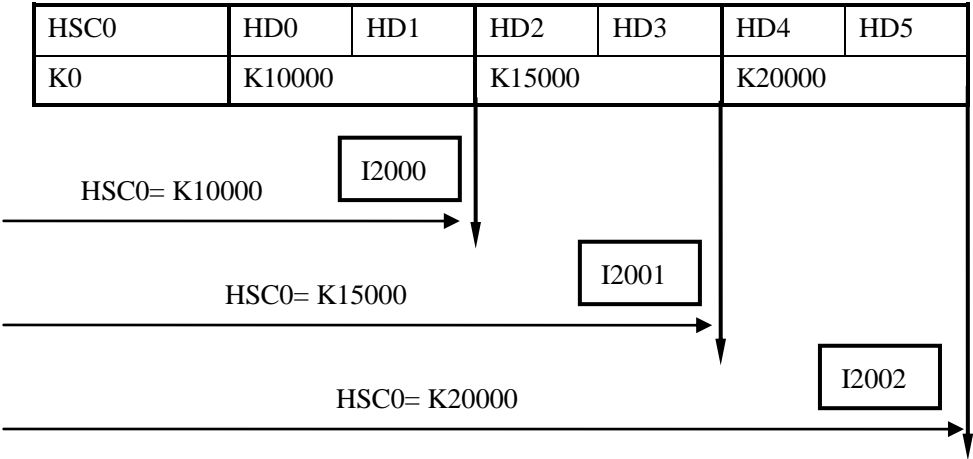 HSC0 HD0 HD1 HD2 HD3 HD4 HD5
K0 K10000 K15000 K20000
I2000
HSC0= K10000
I2001
HSC0= K15000
I2002
HSC0= K20000